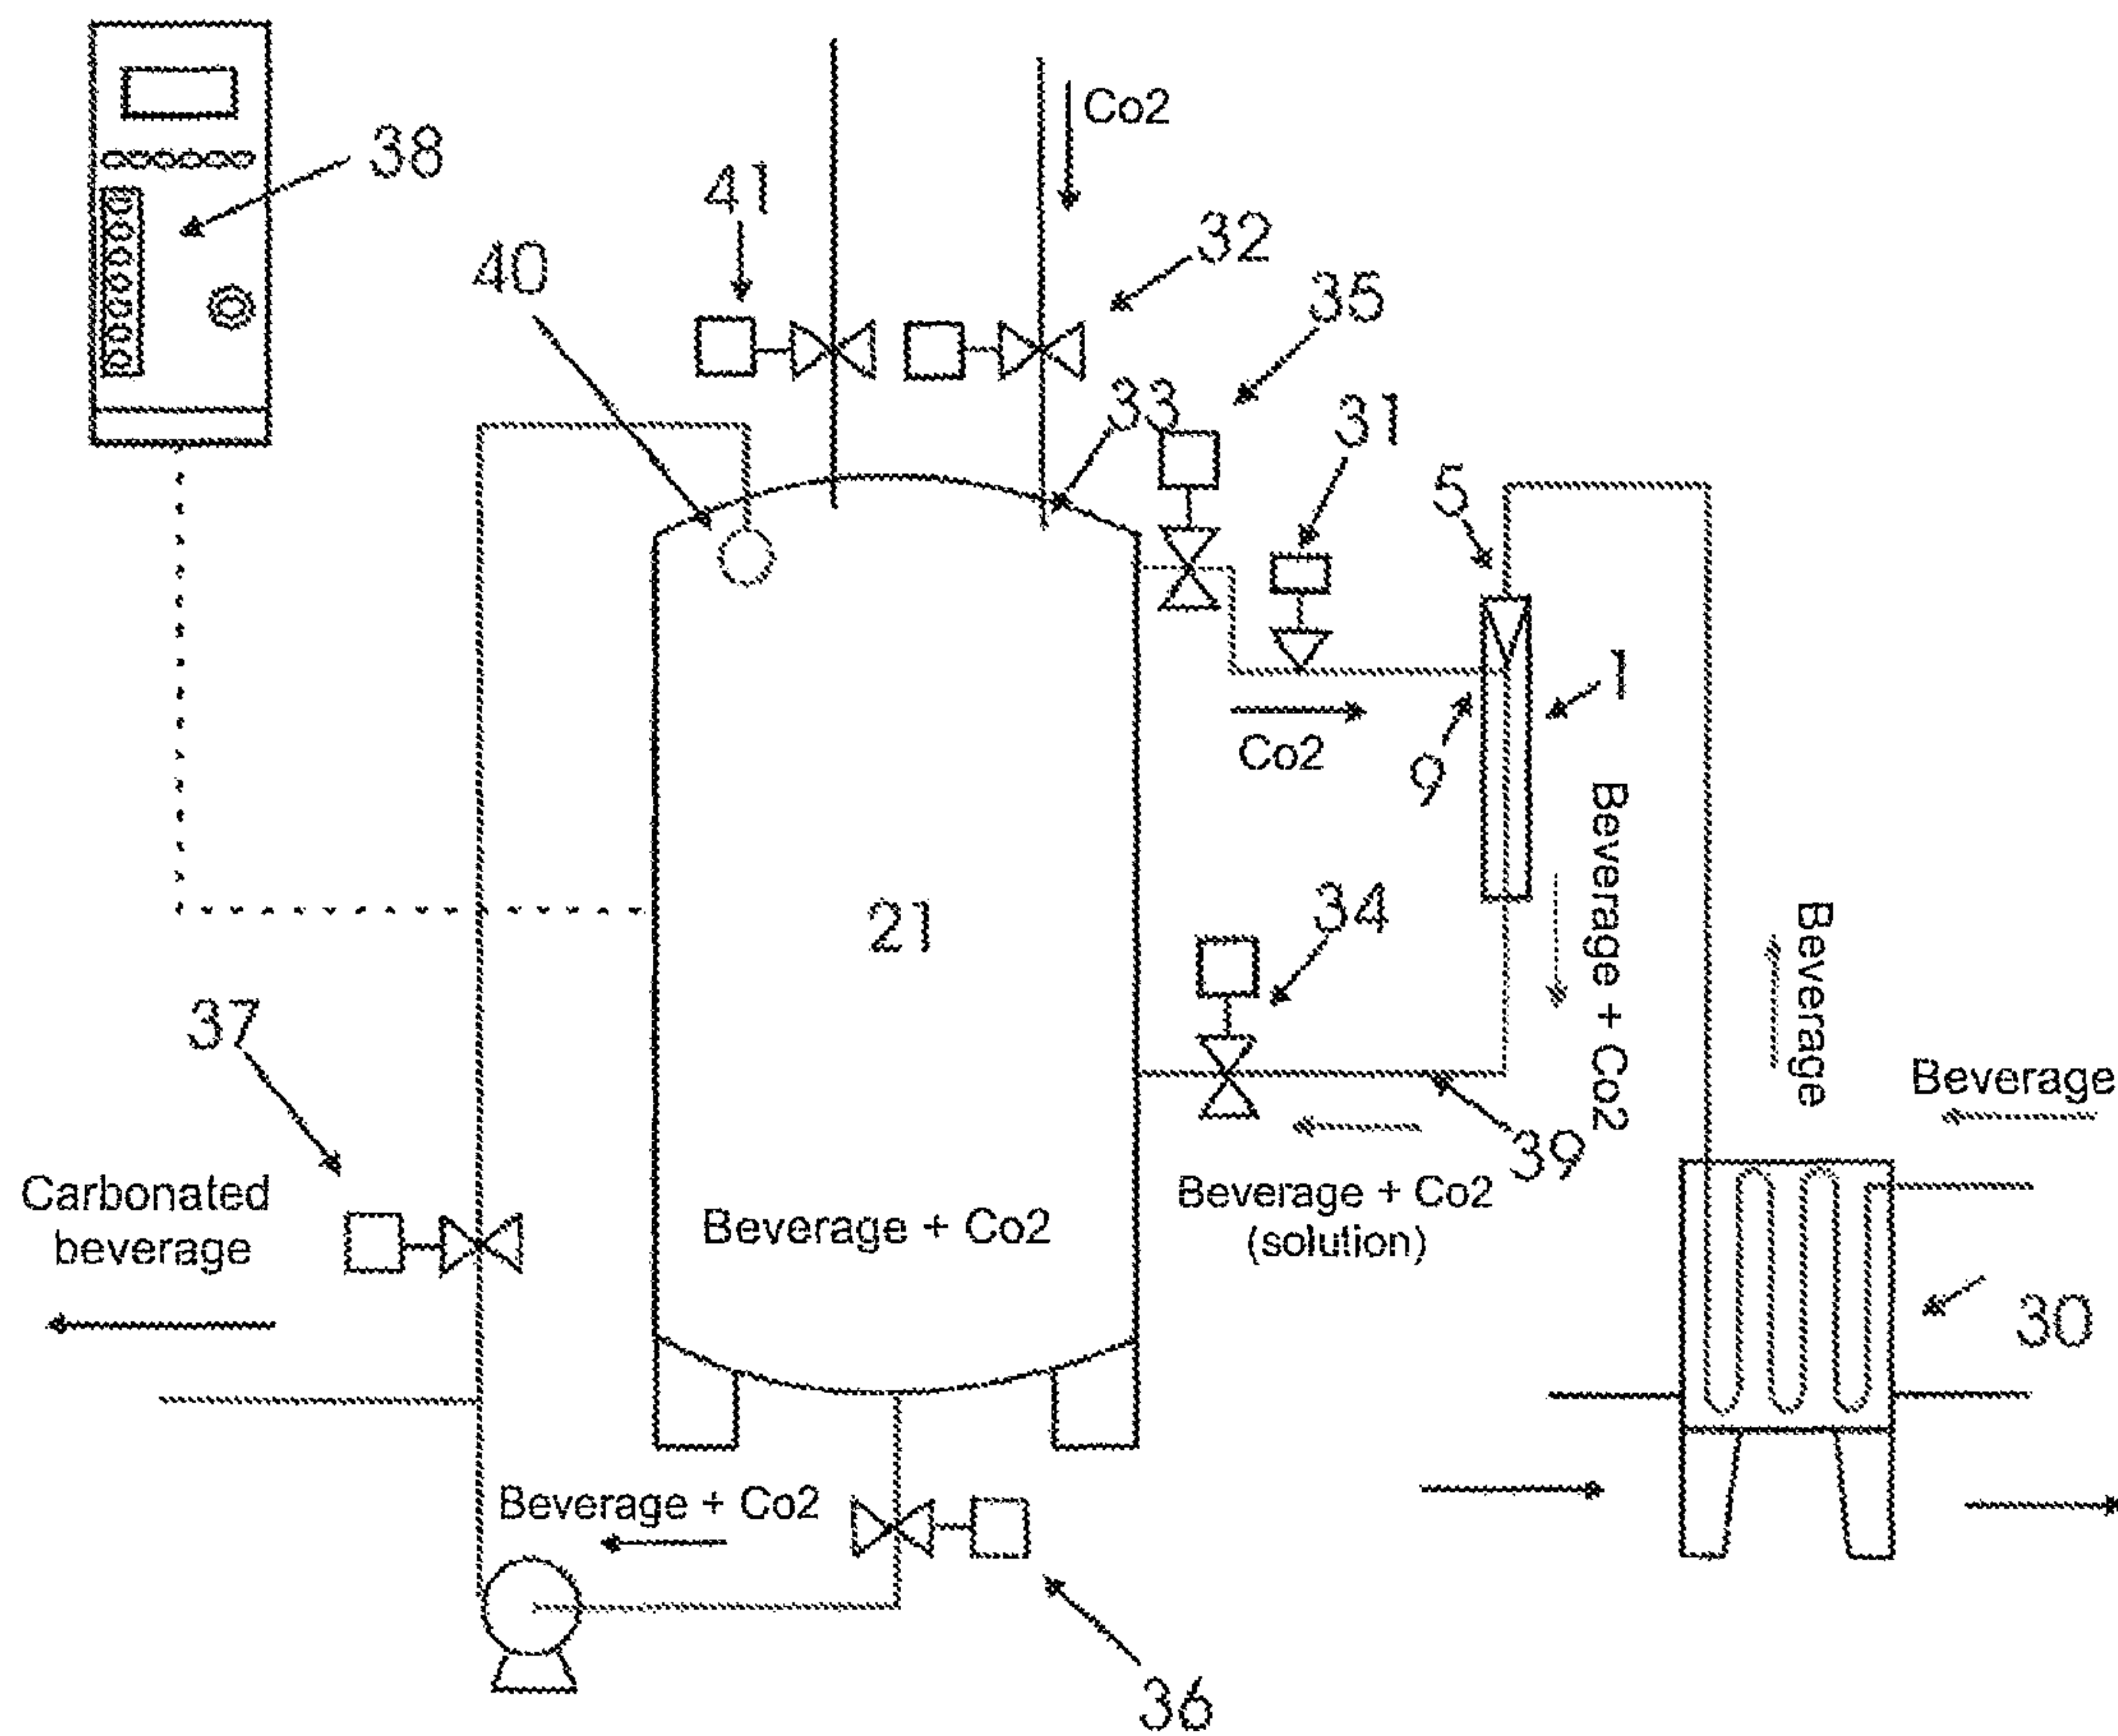 Co2
38
41
32
40
35
33
31
5
1
Co2
9
Beverage + Co2
21
34
Beverage
37
Beverage
39
Carbonated
beverage
Beverage + Co2
Beverage + Co2
(solution)
30
Beverage + Co2
36